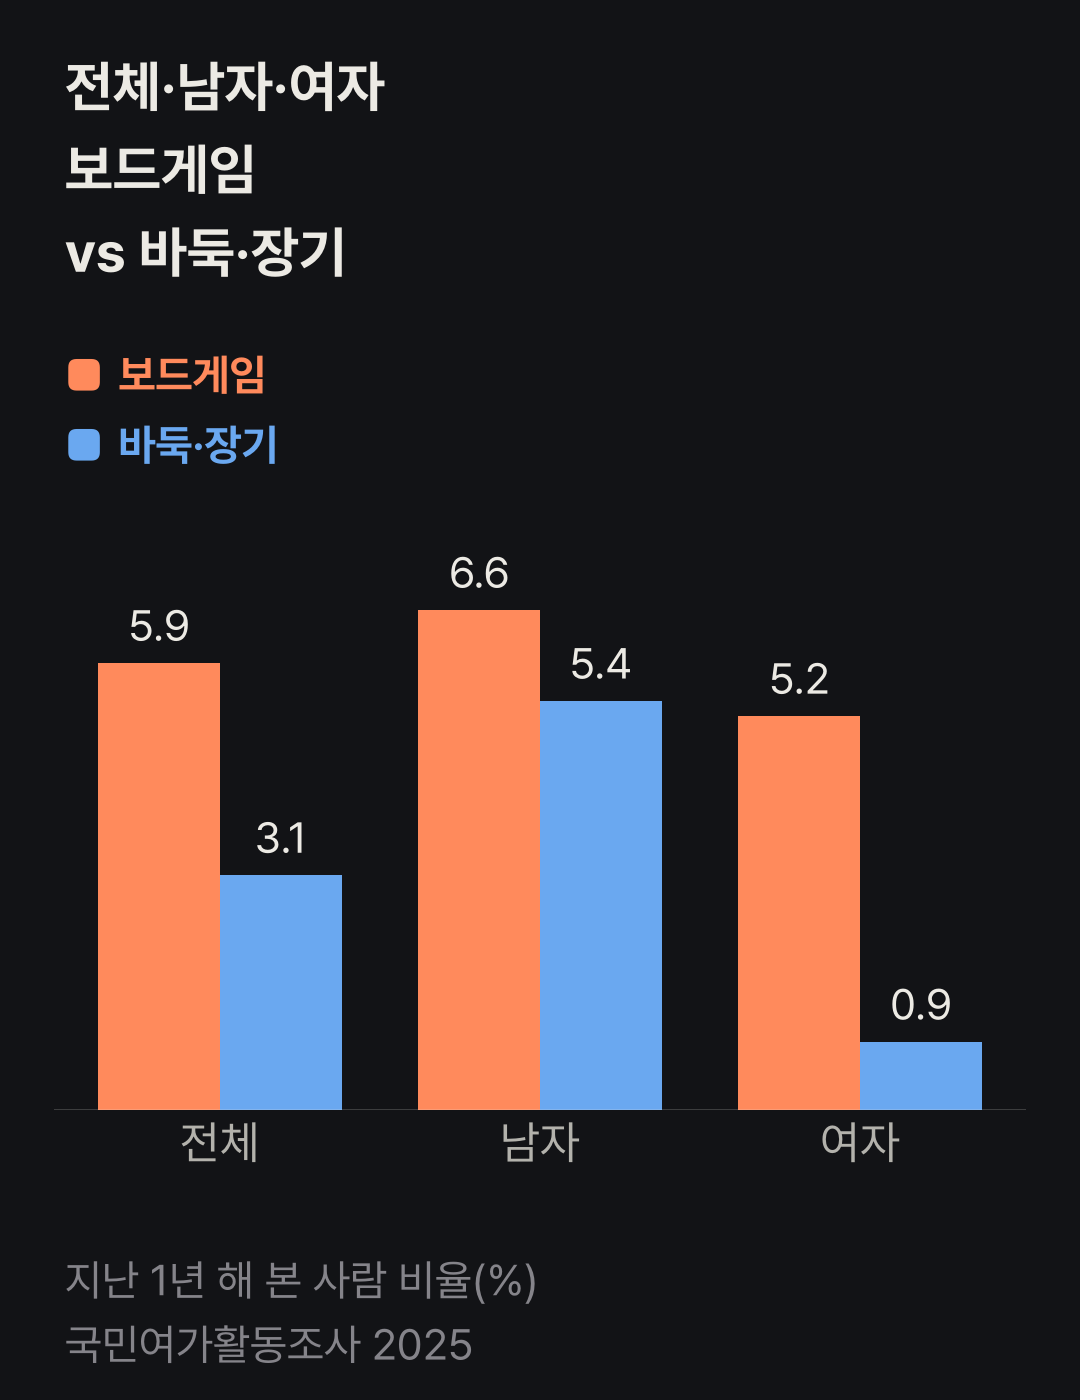 전체·남자·여자
보드게임
vs 바둑·장기
보드게임
바둑·장기
5.9
3.1
6.6
5.4
5.2
0.9
전체
남자
여자
지난 1년 해 본 사람 비율(%)
국민여가활동조사 2025